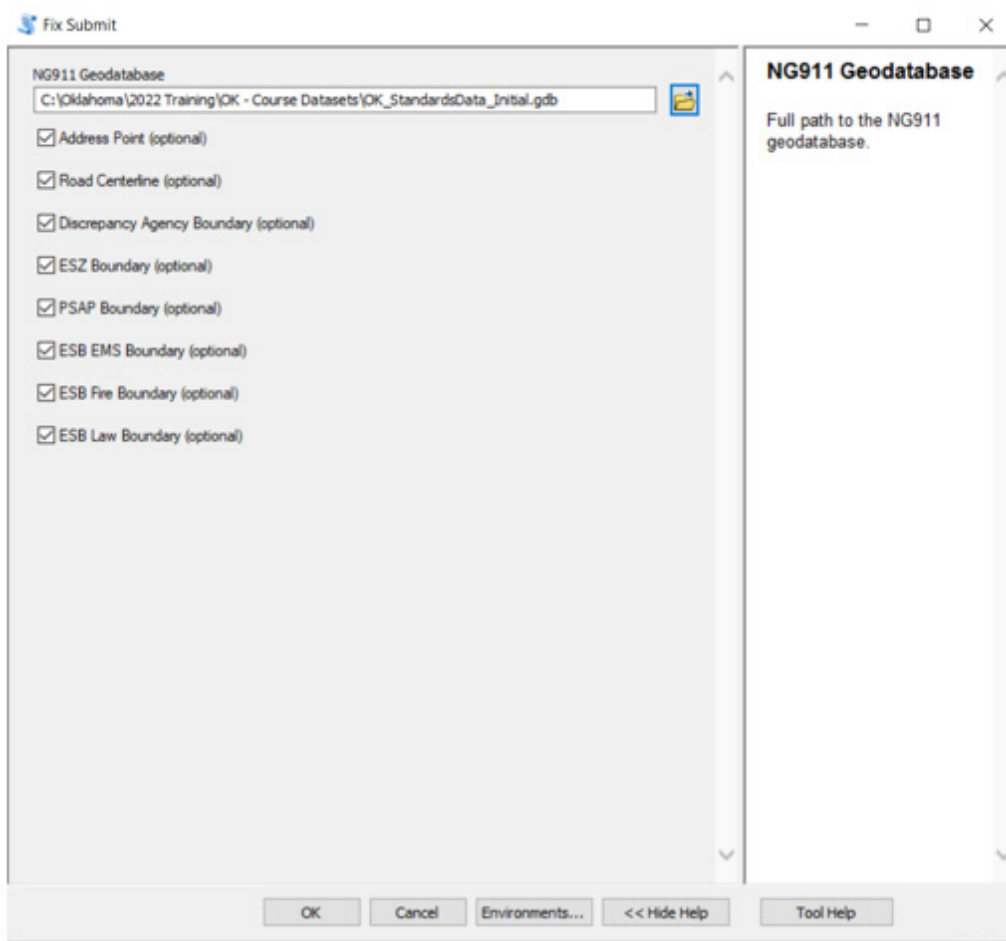 Fix Submit
NG911 Geodatabase
C:\Oklahoma\2022 Training\OK - Course Datasets\OK_StandardsData_Initial.gdb
Address Point (optional)
Road Centerline (optional)
Discrepancy Agency Boundary (optional)
ESZ Boundary (optional)
PSAP Boundary (optional)
ESB EMS Boundary (optional)
ESB Fire Boundary (optional)
ESB Law Boundary (optional)
NG911 Geodatabase
Full path to the NG911
geodatabase.
OK
Cancel
Environments...
<< Hide Help
Tool Help